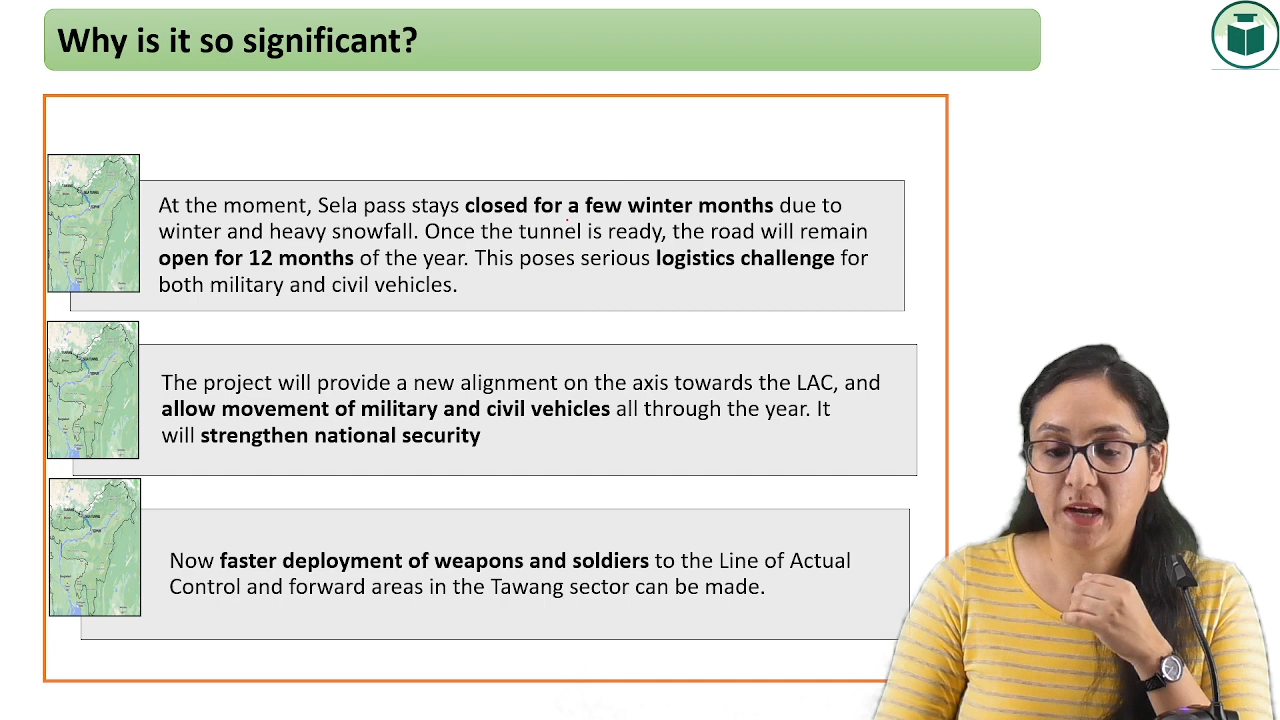 Why is it so significant?
At the moment, Sela pass stays closed for a few winter months due to
winter and heavy snowfall. Once the tunnel is ready, the road will remain
open for 12 months of the year. This poses serious logistics challenge for
both military and civil vehicles.
The project will provide a new alignment on the axis towards the LAC, and
allow movement of military and civil vehicles all through the year. It
will strengthen national security
Now faster deployment of weapons and soldiers to the Line of Actual
Control and forward areas in the Tawang sector can be made.